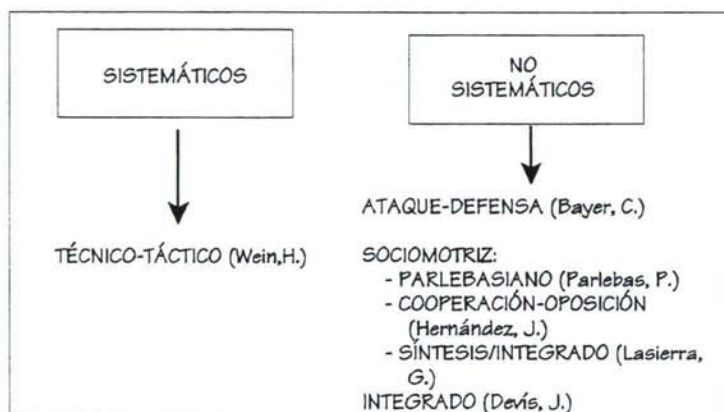 SISTEMÁTICOS
TÉCNICO-TÁCTICO (Wein,H.)
NO
SISTEMÁTICOS
ATAQUE-DEFENSA (Bayer, C.)
SOCIOMOTRIZ:
- PARLEBASIANO (Parlebas, P.)
- COOPERACIÓN-OPOSICIÓN
(Hernández, J.)
- SÍNTESIS/INTEGRADO (Lasierra,
G.)
INTEGRADO (Devís, J.)